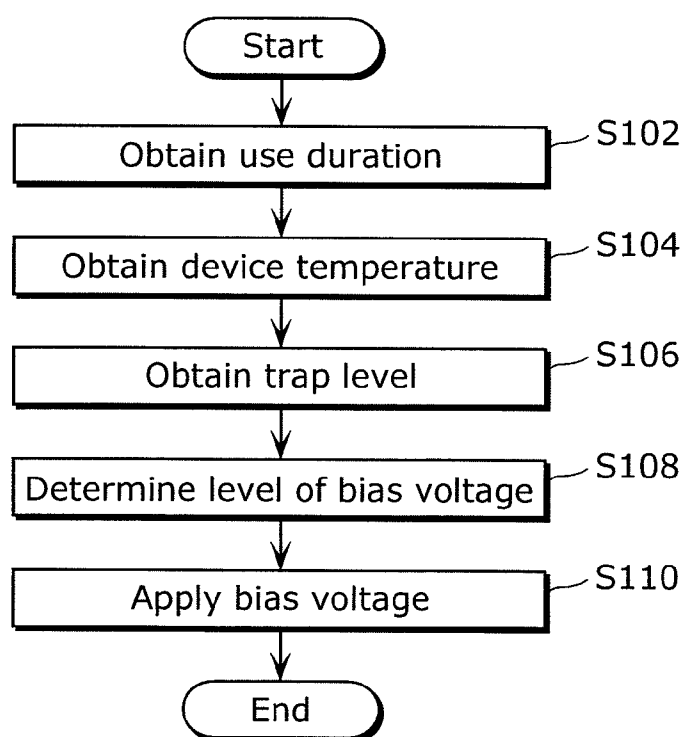 Start
Obtain use duration
S102
Obtain device temperature
S104
Obtain trap level
S106
Determine level of bias voltage
S108
Apply bias voltage
S110
End